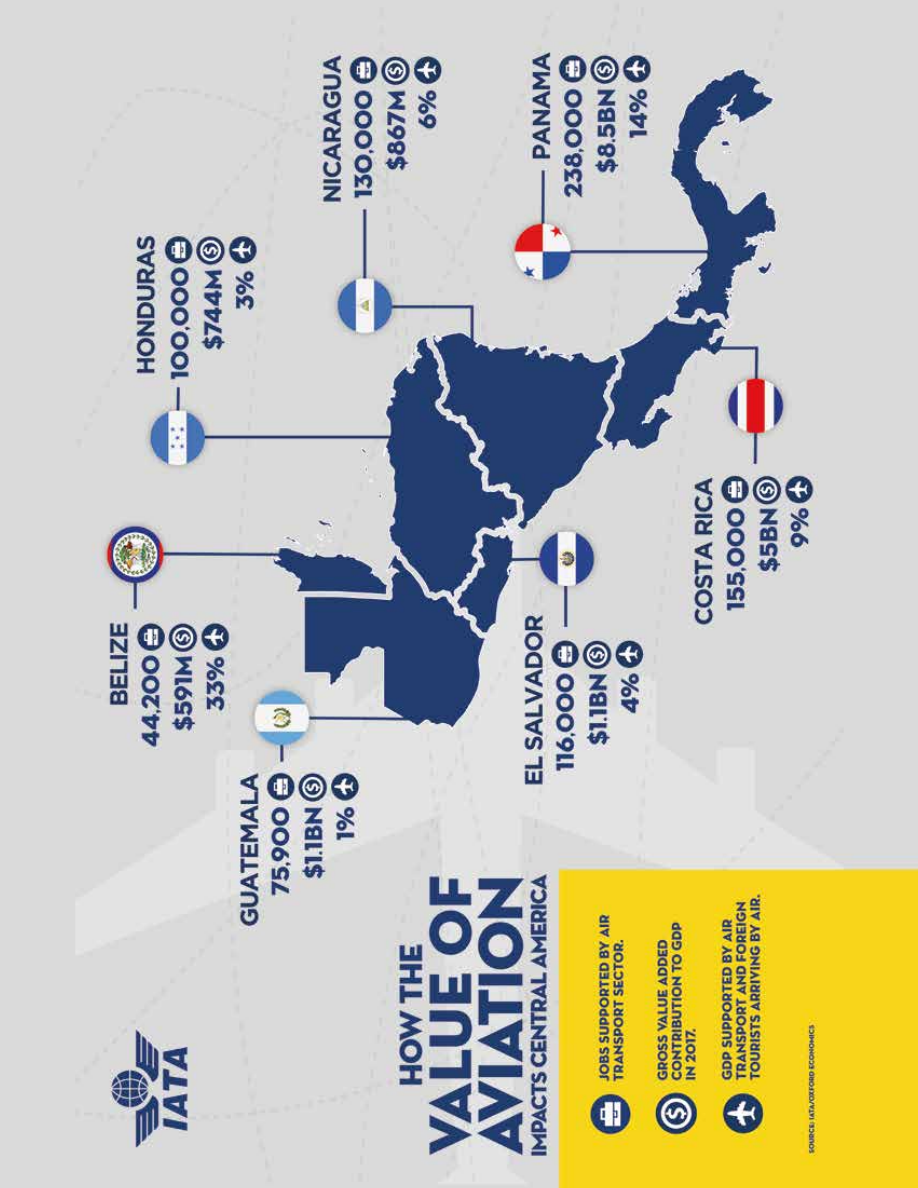 IATA
HOW THE
VALUE OF
AVIATION
IMPACTS CENTRAL AMERICA
JOBS SUPPORTED BY AIR
TRANSPORT SECTOR.
GROSS VALUE ADDED
CONTRIBUTION TO GDP
IN 2017.
GDP SUPPORTED BY AIR
TRANSPORT AND FOREIGN
TOURISTS ARRIVING BY AIR.
SOURCE: IATA/OXFORD ECONOMICS
GUATEMALA
75,900
$1.1BN
1%
BELIZE
44,200
$591M
33%
HONDURAS
100,000
$744M
3%
NICARAGUA
130,000
$867M
6%
EL SALVADOR
116,000
$1.1BN
4%
COSTA RICA
155,000
$5BN
9%
PANAMA
238,000
$8.5BN
14%